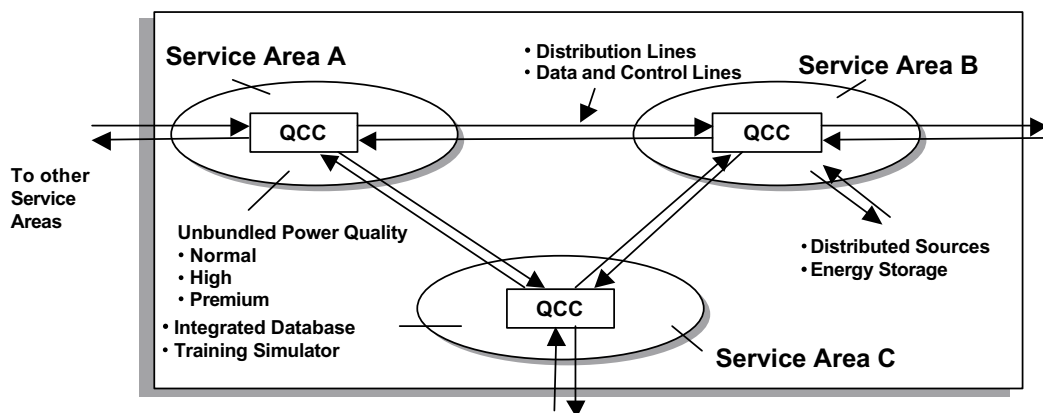 Service Area A
• Distribution Lines
• Data and Control Lines
Service Area B
QCC
QCC
To other
Service
Areas
Unbundled Power Quality
• Normal
• High
• Premium
• Distributed Sources
• Energy Storage
QCC
• Integrated Database
• Training Simulator
Service Area C